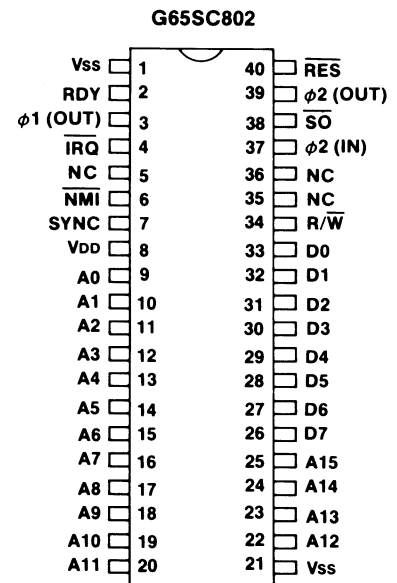 G65SC802
Vss 1 40 RES
RDY 2 39 ϕ2 (OUT)
ϕ1 (OUT) 3 38 SO
IRQ 4 37 ϕ2 (IN)
NC 5 36 NC
NMI 6 35 NC
SYNC 7 34 R/W
VDD 8 33 D0
A0 9 32 D1
A1 10 31 D2
A2 11 30 D3
A3 12 29 D4
A4 13 28 D5
A5 14 27 D6
A6 15 26 D7
A7 16 25 A15
A8 17 24 A14
A9 18 23 A13
A10 19 22 A12
A11 20 21 Vss